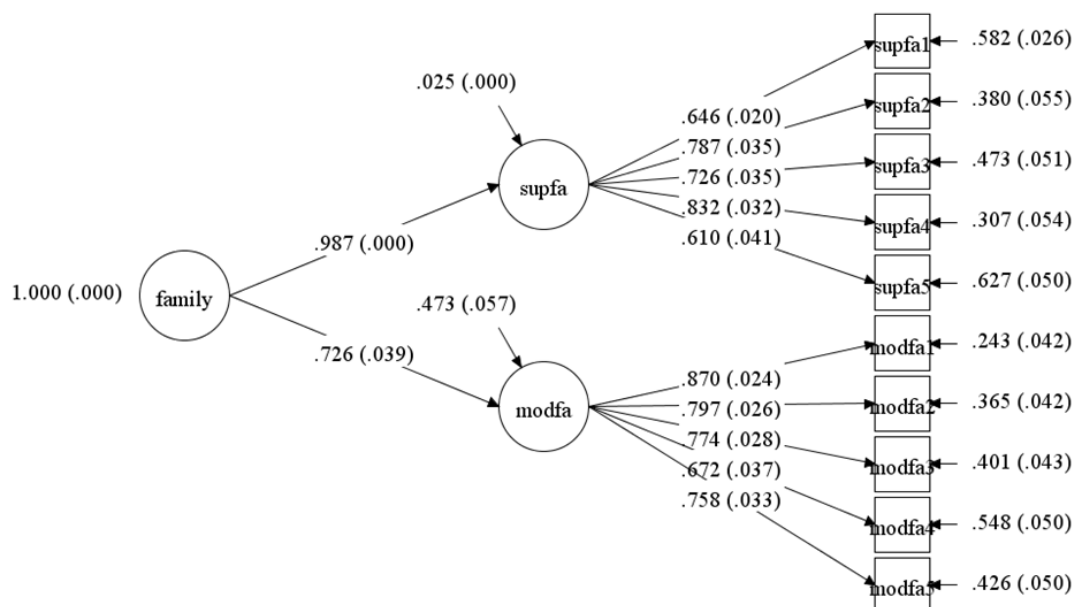 supfa1
.582 (.026)
.025 (.000)
supfa2
.380 (.055)
.646 (.020)
.787 (.035)
supfa3
.473 (.051)
.726 (.035)
supfa
.832 (.032)
supfa4
.307 (.054)
.610 (.041)
.987 (.000)
supfa5
.627 (.050)
1.000 (.000)
family
.473 (.057)
modfa1
.243 (.042)
.726 (.039)
.870 (.024)
modfa
.797 (.026)
modfa2
.365 (.042)
.774 (.028)
.672 (.037)
modfa3
.401 (.043)
.758 (.033)
modfa4
.548 (.050)
modfa5
.426 (.050)